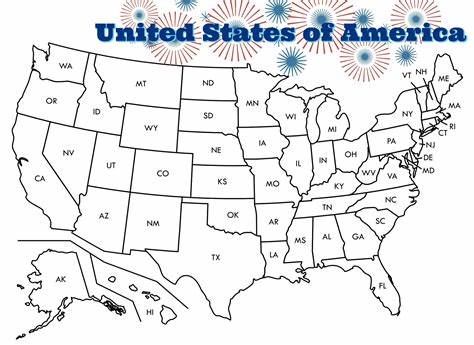 United States of America
WA
MT
ND
MN
OR
ID
WY
SD
WI
MI
NY
VT
NH
ME
MA
CT
RI
NV
UT
CO
NE
IA
IL
IN
OH
PA
NJ
DE
MD
CA
KS
MO
KY
WV
VA
AZ
NM
OK
AR
TN
NC
SC
TX
LA
MS
AL
GA
FL
AK
HI